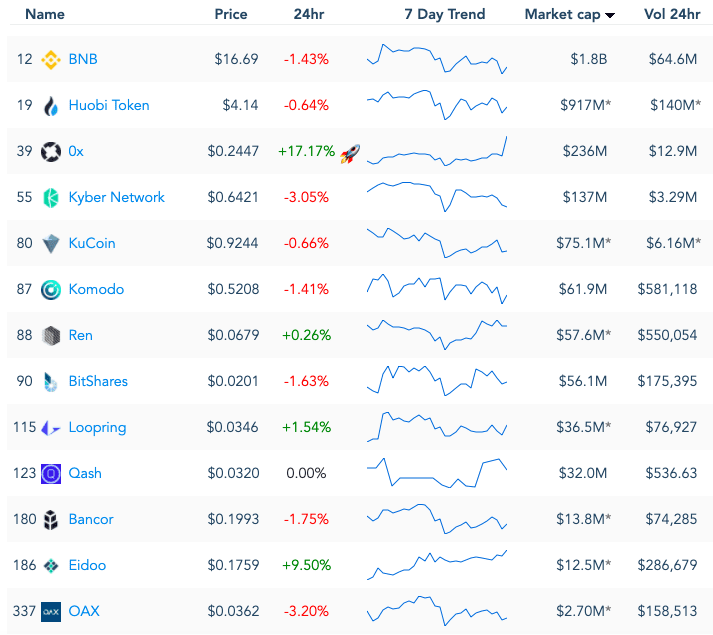 Name Price 24hr 7 Day Trend Market cap Vol 24hr
12 BNB $16.69 -1.43% $1.8B $64.6M
19 Huobi Token $4.14 -0.64% $917M* $140M*
39 0x $0.2447 +17.17% 🚀 $236M $12.9M
55 Kyber Network $0.6421 -3.05% $137M $3.29M
80 KuCoin $0.9244 -0.66% $75.1M* $6.16M*
87 Komodo $0.5208 -1.41% $61.9M $581,118
88 Ren $0.0679 +0.26% $57.6M* $550,054
90 BitShares $0.0201 -1.63% $56.1M $175,395
115 Loopring $0.0346 +1.54% $36.5M* $76,927
123 Qash $0.0320 0.00% $32.0M $536.63
180 Bancor $0.1993 -1.75% $13.8M* $74,285
186 Eidoo $0.1759 +9.50% $12.5M* $286,679
337 OAX OAX $0.0362 -3.20% $2.70M* $158,513